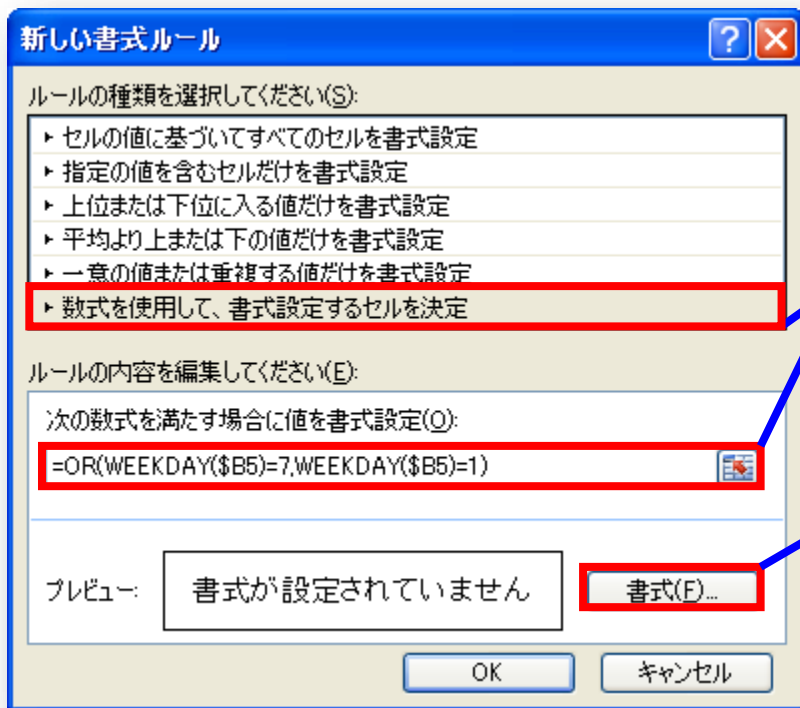 新しい書式ルール
ルールの種類を選択してください(S):
▸ セルの値に基づいてすべてのセルを書式設定
▸ 指定の値を含むセルだけを書式設定
▸ 上位または下位に入る値だけを書式設定
▸ 平均より上または下の値だけを書式設定
▸ 一意の値または重複する値だけを書式設定
▸ 数式を使用して、書式設定するセルを決定
ルールの内容を編集してください(E):
次の数式を満たす場合に値を書式設定(O):
=OR(WEEKDAY($B5)=7,WEEKDAY($B5)=1)
プレビュー: 書式が設定されていません 書式(F)...
OK キャンセル